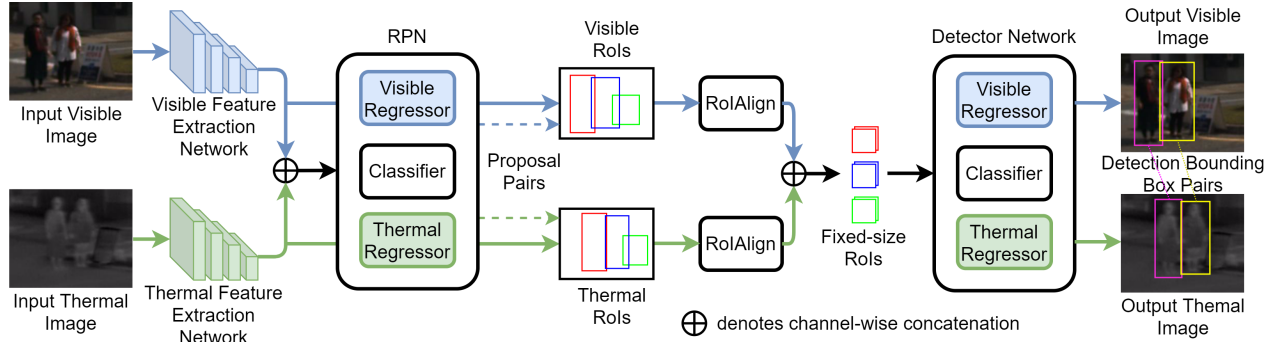 Input Visible
Image
Visible Feature
Extraction
Network
Input Thermal
Image
Thermal Feature
Extraction
Network
RPN
Visible
Regressor
Classifier
Thermal
Regressor
Proposal
Pairs
Visible
RoIs
Thermal
RoIs
RoIAlign
RoIAlign
Fixed-size
RoIs
Detector Network
Visible
Regressor
Classifier
Thermal
Regressor
Output Visible
Image
Detection Bounding
Box Pairs
Output Themal
Image
⊕ denotes channel-wise concatenation